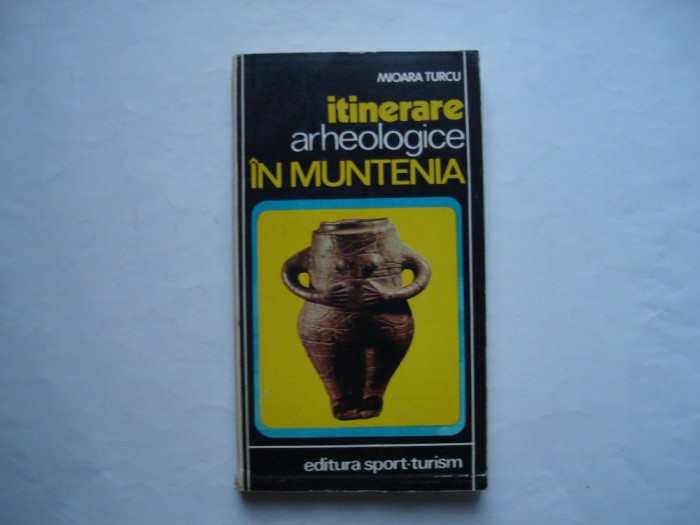 MIOARA TURCU
itinerare
arheologice
ÎN MUNTENIA
editura sport-turism